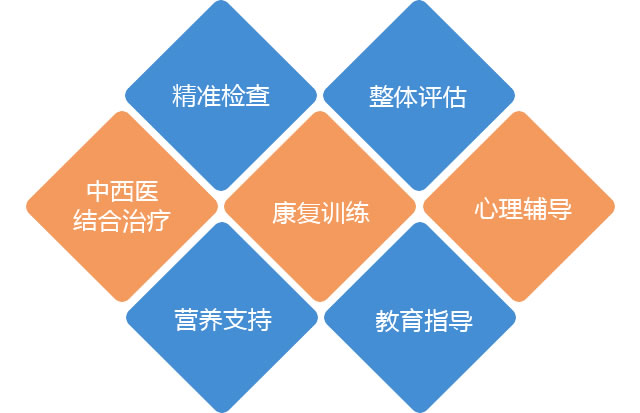 精准检查
整体评估
中西医
结合治疗
康复训练
心理辅导
营养支持
教育指导